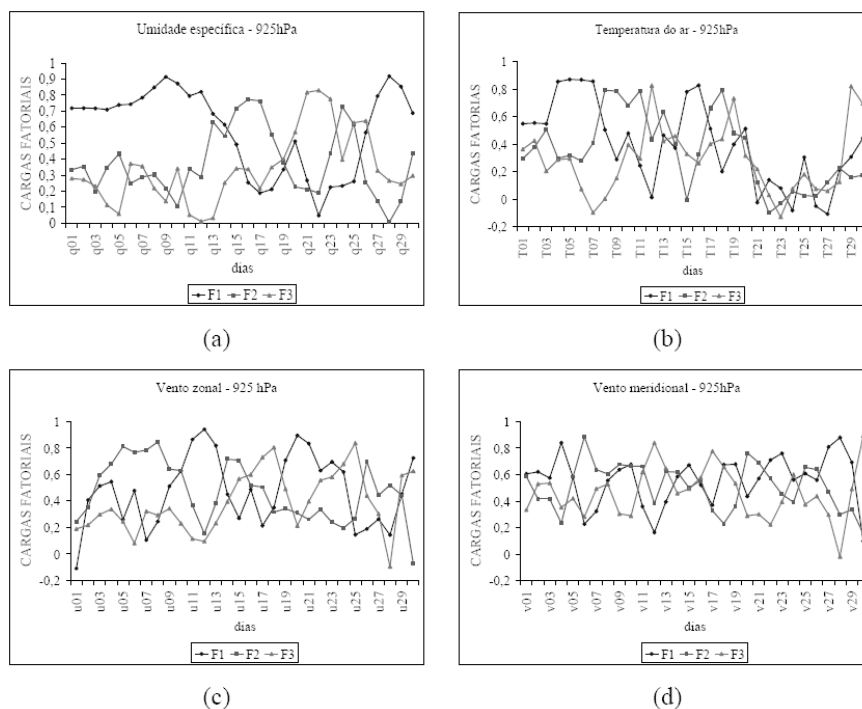 Umidade específica - 925hPa
CARGAS FATORIAIS
1
0,9
0,8
0,7
0,6
0,5
0,4
0,3
0,2
0,1
0
q01 q03 q05 q07 q09 q11 q13 q15 q17 q19 q21 q23 q25 q27 q29
dias
F1 F2 F3
(a)
Temperatura do ar - 925hPa
CARGAS FATORIAIS
1
0,8
0,6
0,4
0,2
0
-0,2
T01 T03 T05 T07 T09 T11 T13 T15 T17 T19 T21 T23 T25 T27 T29
dias
F1 F2 F3
(b)
Vento zonal - 925 hPa
CARGAS FATORIAIS
1
0,8
0,6
0,4
0,2
0
-0,2
u01 u03 u05 u07 u09 u11 u13 u15 u17 u19 u21 u23 u25 u27 u29
dias
F1 F2 F3
(c)
Vento meridional - 925hPa
CARGAS FATORIAIS
1
0,8
0,6
0,4
0,2
0
-0,2
v01 v03 v05 v07 v09 v11 v13 v15 v17 v19 v21 v23 v25 v27 v29
dias
F1 F2 F3
(d)